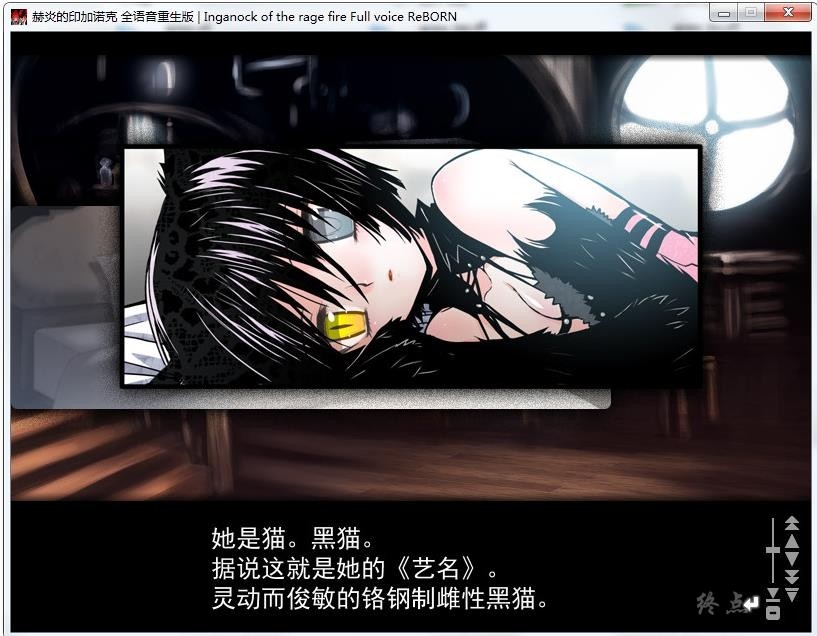 赫炎的印加诺克 全语音重生版 | Inganock of the rage fire Full voice ReBORN
她是猫。黑猫。
据说这就是她的《艺名》。
灵动而俊敏的铬钢制雌性黑猫。
终点